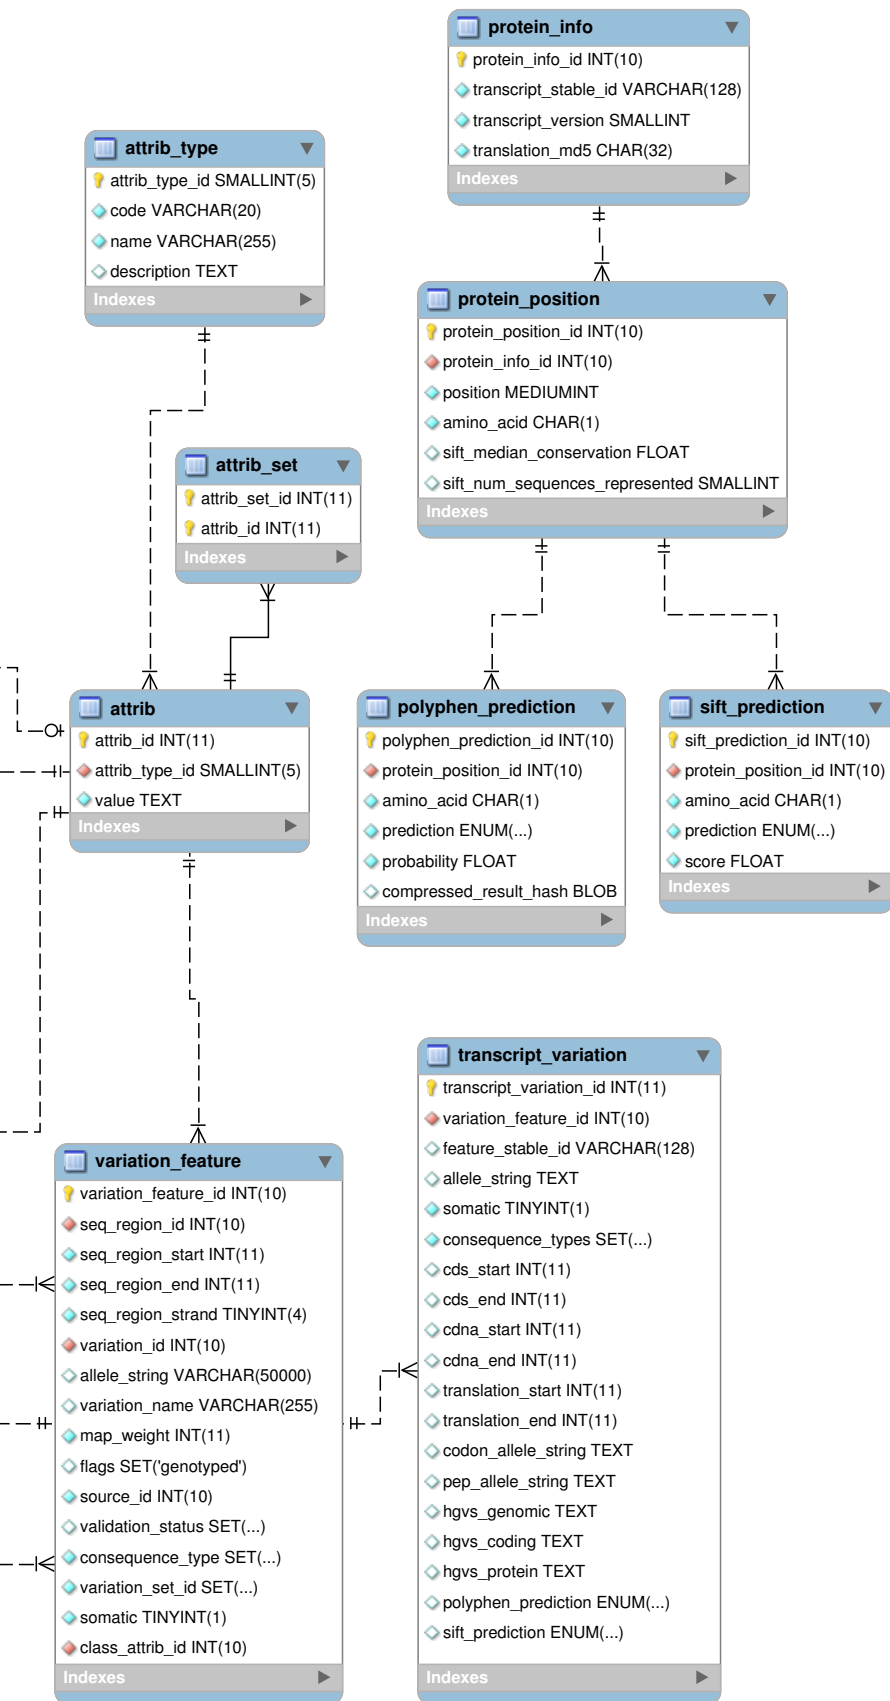 protein_info
protein_info_id INT(10)
transcript_stable_id VARCHAR(128)
transcript_version SMALLINT
translation_md5 CHAR(32)
Indexes
attrib_type
attrib_type_id SMALLINT(5)
code VARCHAR(20)
name VARCHAR(255)
description TEXT
Indexes
protein_position
protein_position_id INT(10)
protein_info_id INT(10)
position MEDIUMINT
amino_acid CHAR(1)
sift_median_conservation FLOAT
sift_num_sequences_represented SMALLINT
Indexes
attrib_set
attrib_set_id INT(11)
attrib_id INT(11)
Indexes
attrib
attrib_id INT(11)
attrib_type_id SMALLINT(5)
value TEXT
Indexes
polyphen_prediction
polyphen_prediction_id INT(10)
protein_position_id INT(10)
amino_acid CHAR(1)
prediction ENUM(...)
probability FLOAT
compressed_result_hash BLOB
Indexes
sift_prediction
sift_prediction_id INT(10)
protein_position_id INT(10)
amino_acid CHAR(1)
prediction ENUM(...)
score FLOAT
Indexes
variation_feature
variation_feature_id INT(10)
seq_region_id INT(10)
seq_region_start INT(11)
seq_region_end INT(11)
seq_region_strand TINYINT(4)
variation_id INT(10)
allele_string VARCHAR(50000)
variation_name VARCHAR(255)
map_weight INT(11)
flags SET('genotyped')
source_id INT(10)
validation_status SET(...)
consequence_type SET(...)
variation_set_id SET(...)
somatic TINYINT(1)
class_attrib_id INT(10)
Indexes
transcript_variation
transcript_variation_id INT(11)
variation_feature_id INT(10)
feature_stable_id VARCHAR(128)
allele_string TEXT
somatic TINYINT(1)
consequence_types SET(...)
cds_start INT(11)
cds_end INT(11)
cdna_start INT(11)
cdna_end INT(11)
translation_start INT(11)
translation_end INT(11)
codon_allele_string TEXT
pep_allele_string TEXT
hgvs_genomic TEXT
hgvs_coding TEXT
hgvs_protein TEXT
polyphen_prediction ENUM(...)
sift_prediction ENUM(...)
Indexes